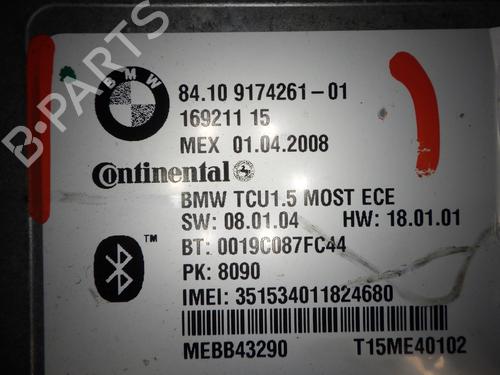 BMW
84.10 9174261-01
169211 15
MEX 01.04.2008
Continental
BMW TCU1.5 MOST ECE
SW: 08.01.04 HW: 18.01.01
BT: 0019C087FC44
TM
PK: 8090
IMEI: 351534011824680
MEBB43290 T15ME40102
B-PARTS